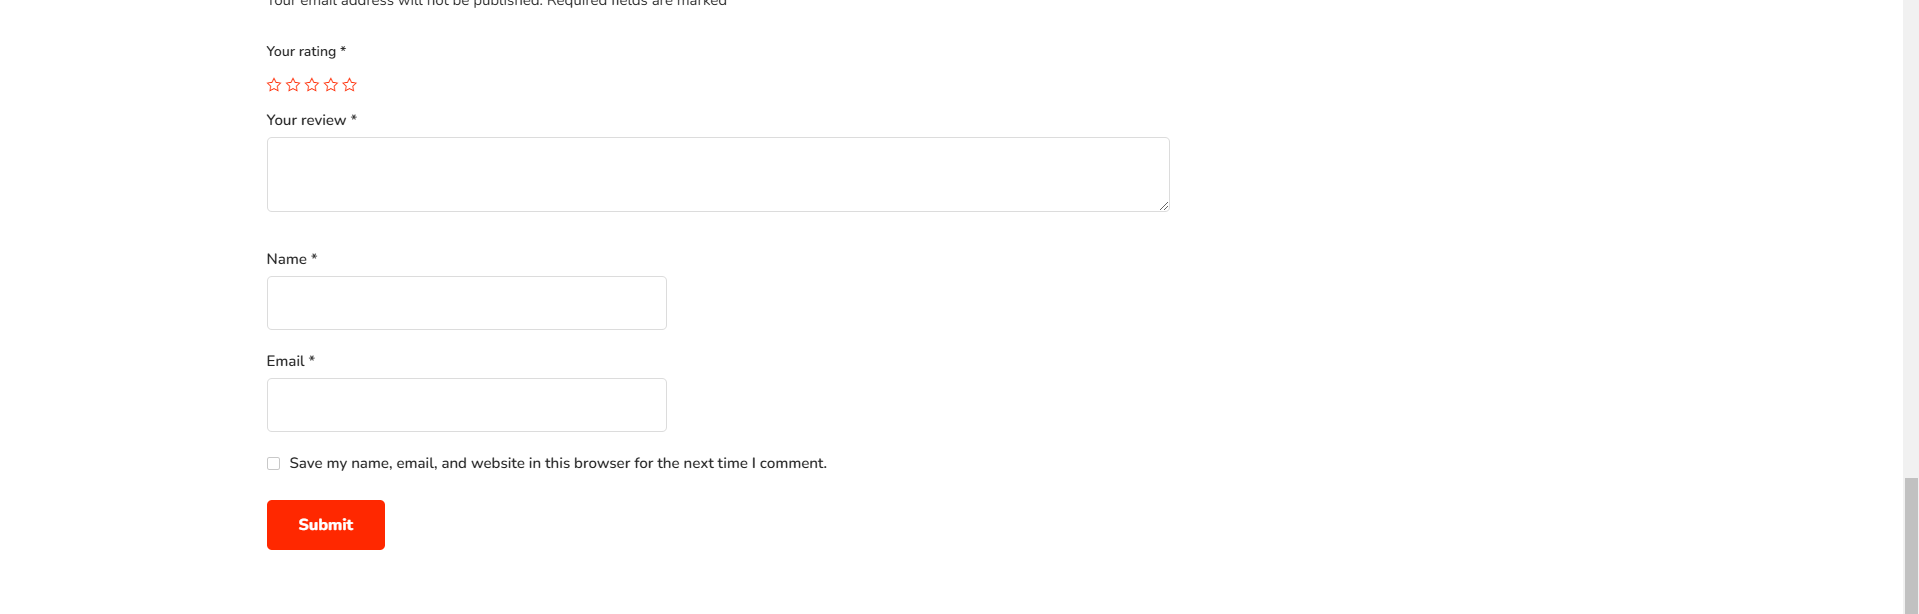 Your email address will not be published. Required fields are marked
Your rating *
Your review *
Name *
Email *
Save my name, email, and website in this browser for the next time I comment.
Submit